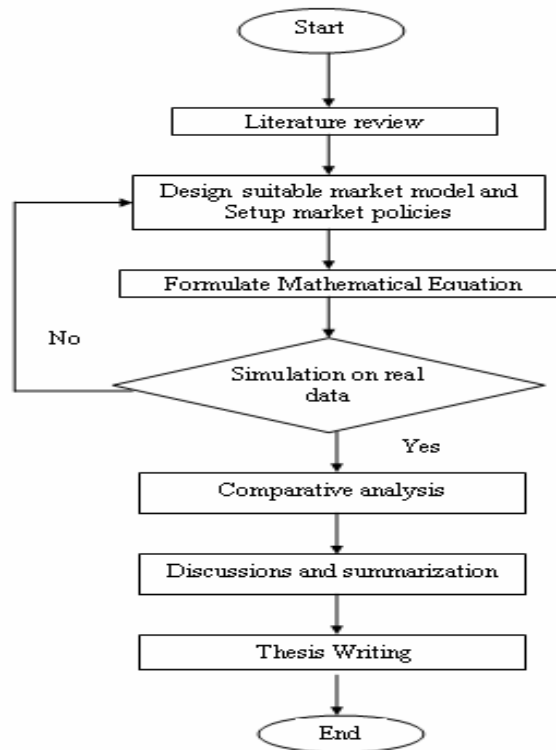 Start
Literature review
Design suitable market model and
Setup market policies
Formulate Mathematical Equation
No
Simulation on real
data
Yes
Comparative analysis
Discussions and summarization
Thesis Writing
End